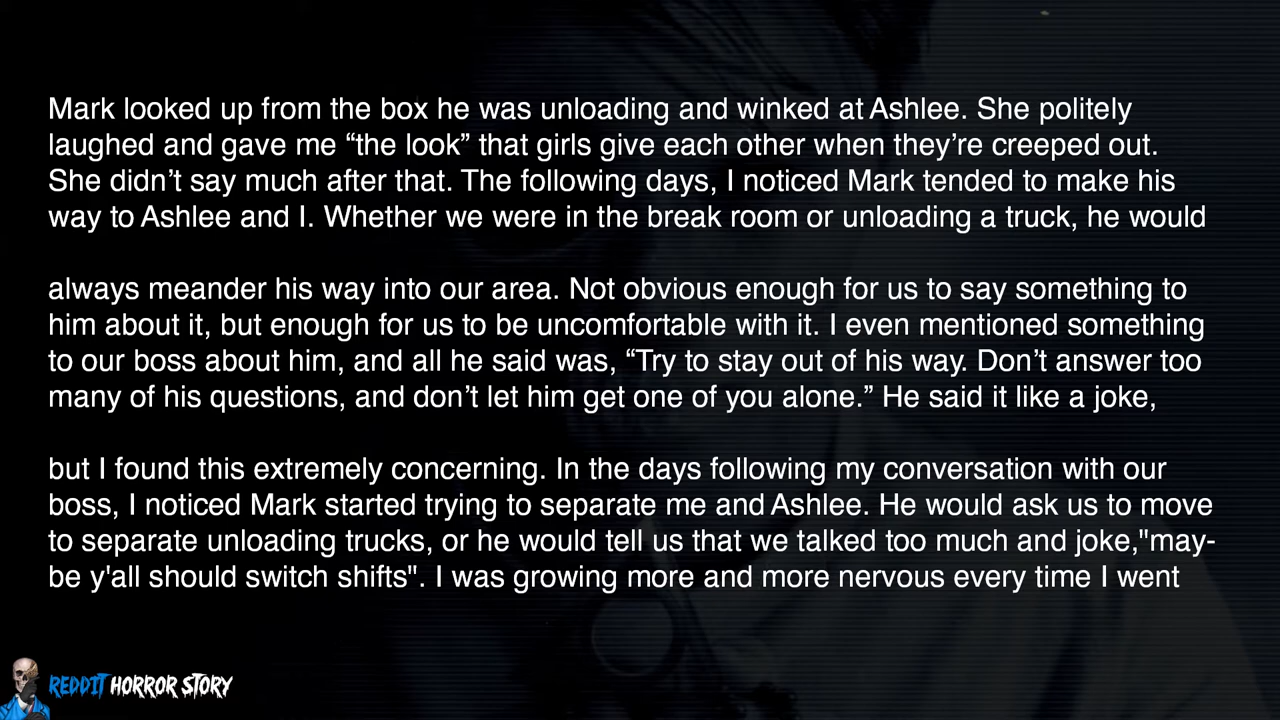 Mark looked up from the box he was unloading and winked at Ashlee. She politely
laughed and gave me “the look” that girls give each other when they’re creeped out.
She didn’t say much after that. The following days, I noticed Mark tended to make his
way to Ashlee and I. Whether we were in the break room or unloading a truck, he would
always meander his way into our area. Not obvious enough for us to say something to
him about it, but enough for us to be uncomfortable with it. I even mentioned something
to our boss about him, and all he said was, “Try to stay out of his way. Don’t answer too
many of his questions, and don’t let him get one of you alone.” He said it like a joke,
but I found this extremely concerning. In the days following my conversation with our
boss, I noticed Mark started trying to separate me and Ashlee. He would ask us to move
to separate unloading trucks, or he would tell us that we talked too much and joke,"may-
be y'all should switch shifts". I was growing more and more nervous every time I went
REDDIT HORROR STORY